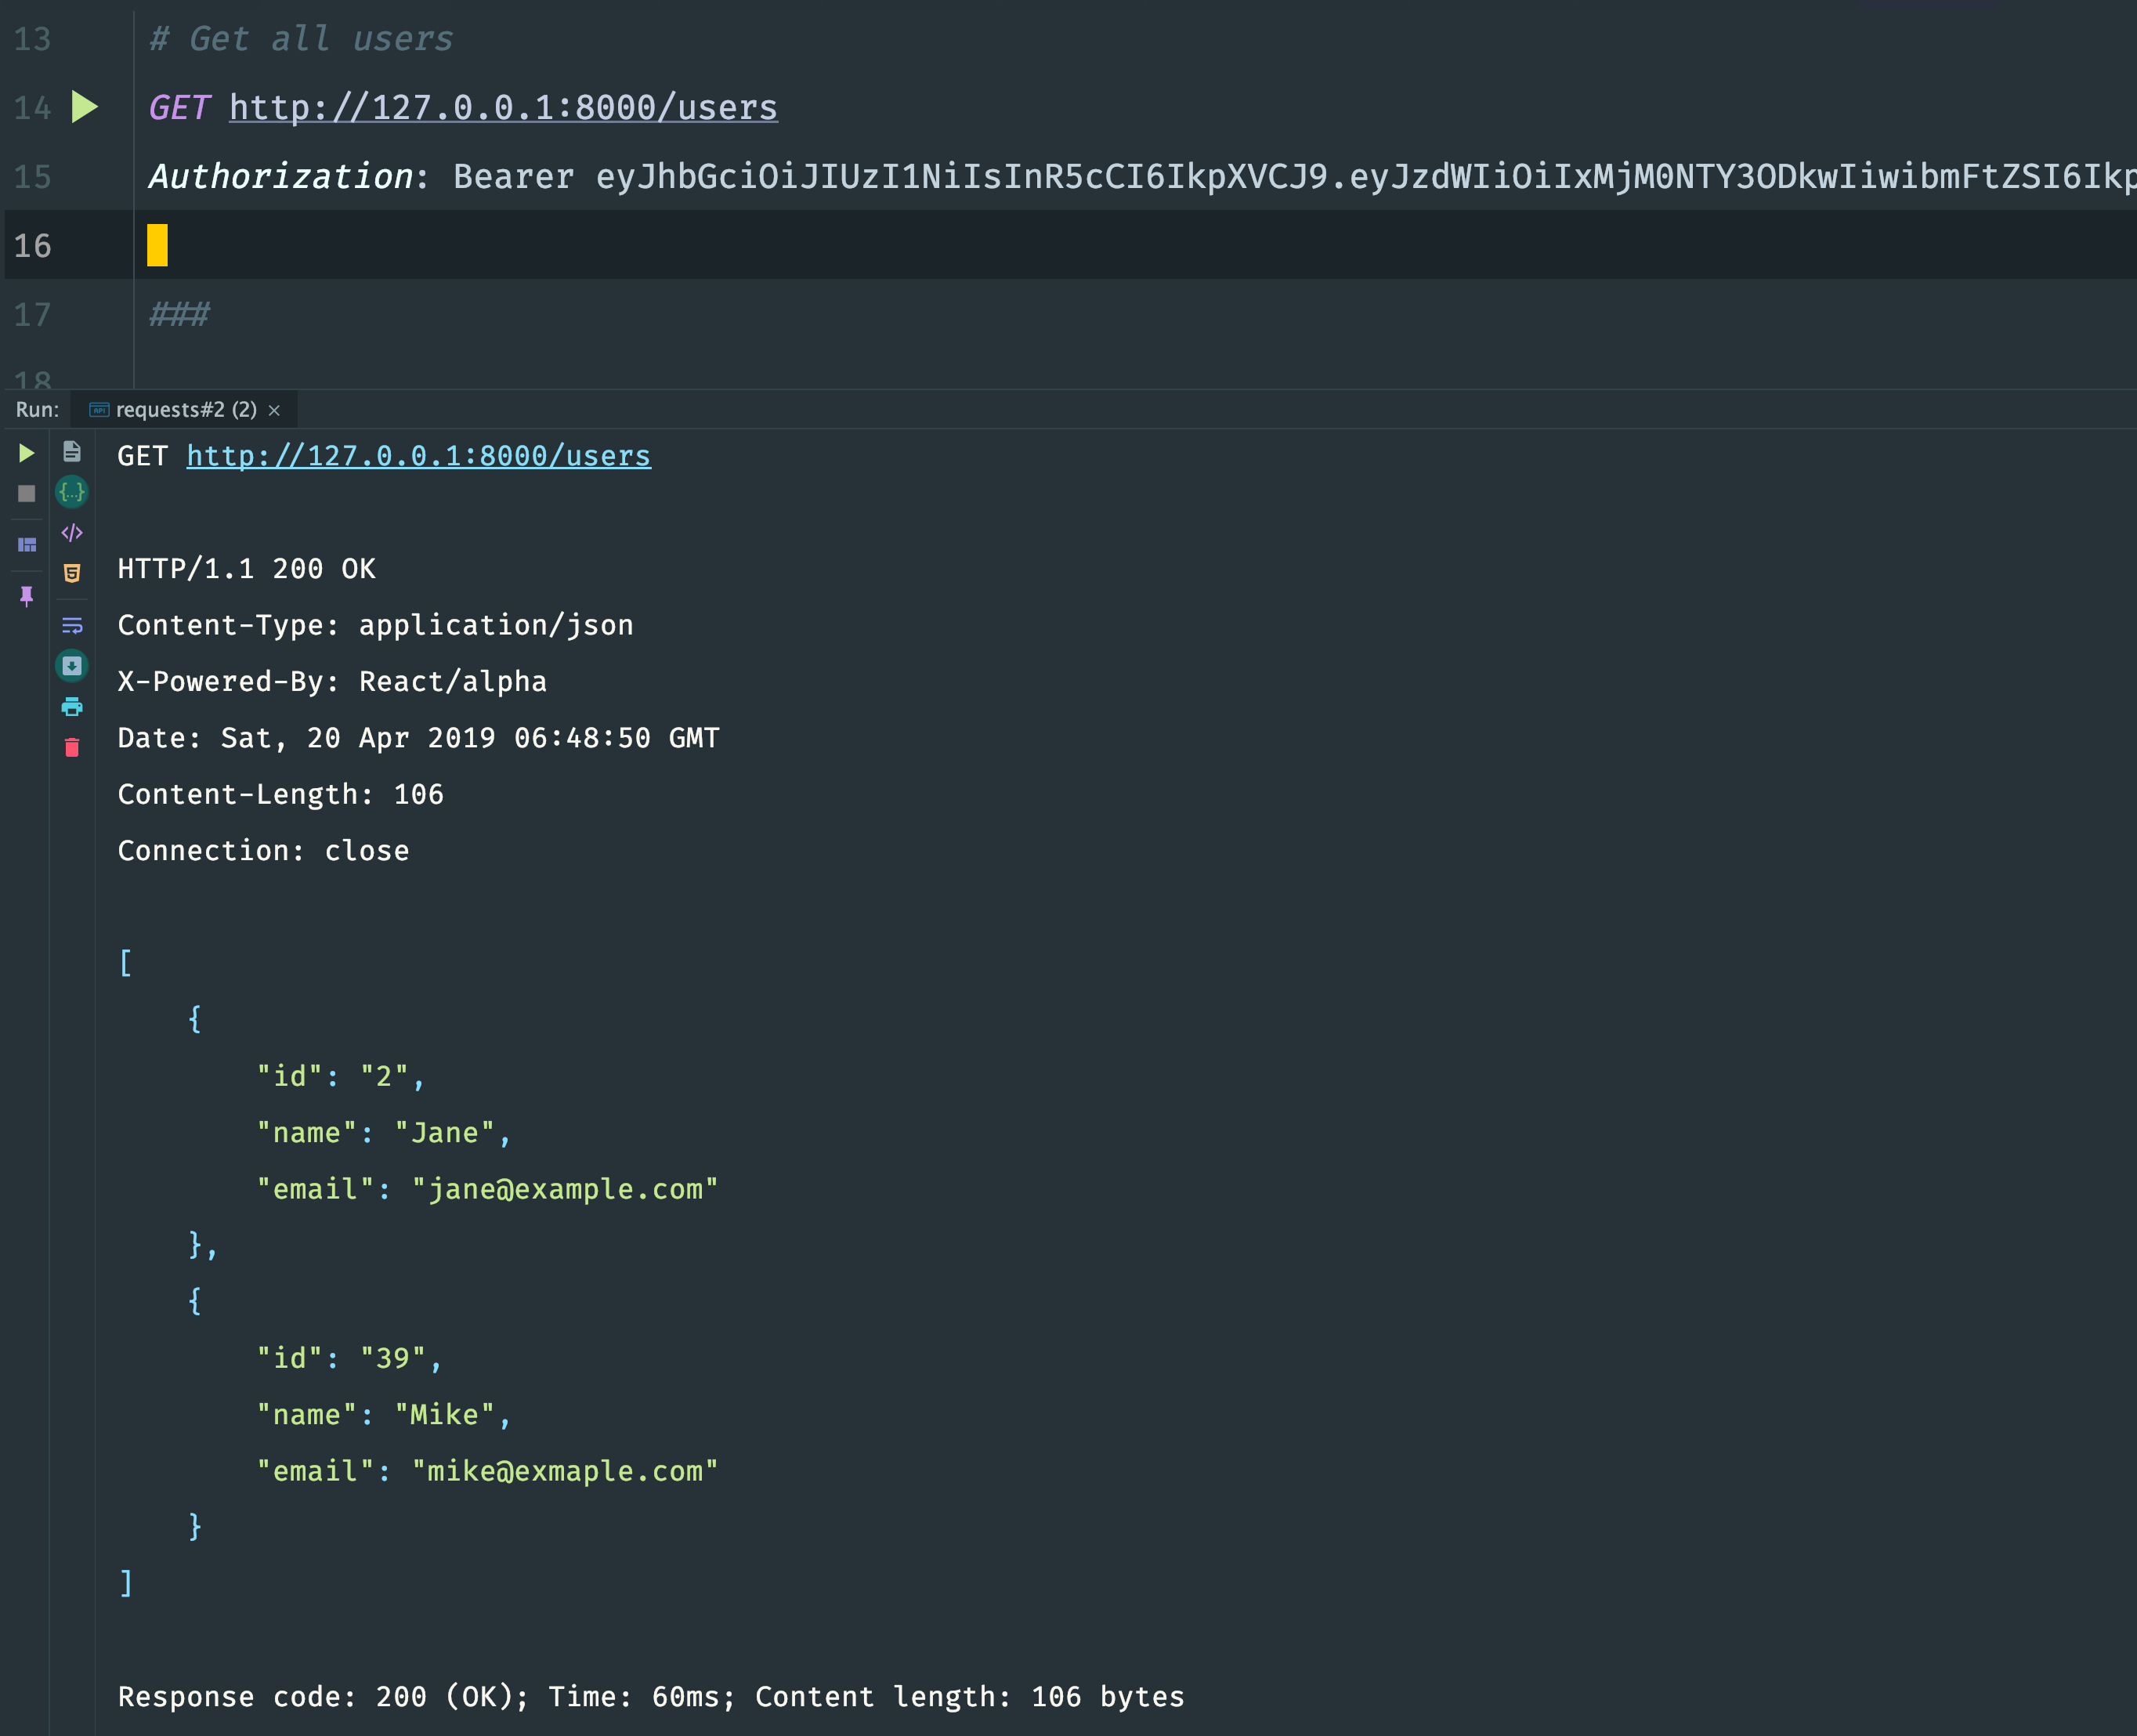 13 # Get all users
14 GET http://127.0.0.1:8000/users
15 Authorization: Bearer eyJhbGciOiJIUzI1NiIsInR5cCI6IkpXVCJ9.eyJzdWIiOiIxMjM0NTY3ODkwIiwibmFtZSI6Ikp
16
17 ###
18
Run: requests#2 (2) ×
GET http://127.0.0.1:8000/users
HTTP/1.1 200 OK
Content-Type: application/json
X-Powered-By: React/alpha
Date: Sat, 20 Apr 2019 06:48:50 GMT
Content-Length: 106
Connection: close
[
{
"id": "2",
"name": "Jane",
"email": "jane@example.com"
},
{
"id": "39",
"name": "Mike",
"email": "mike@exmaple.com"
}
]
Response code: 200 (OK); Time: 60ms; Content length: 106 bytes